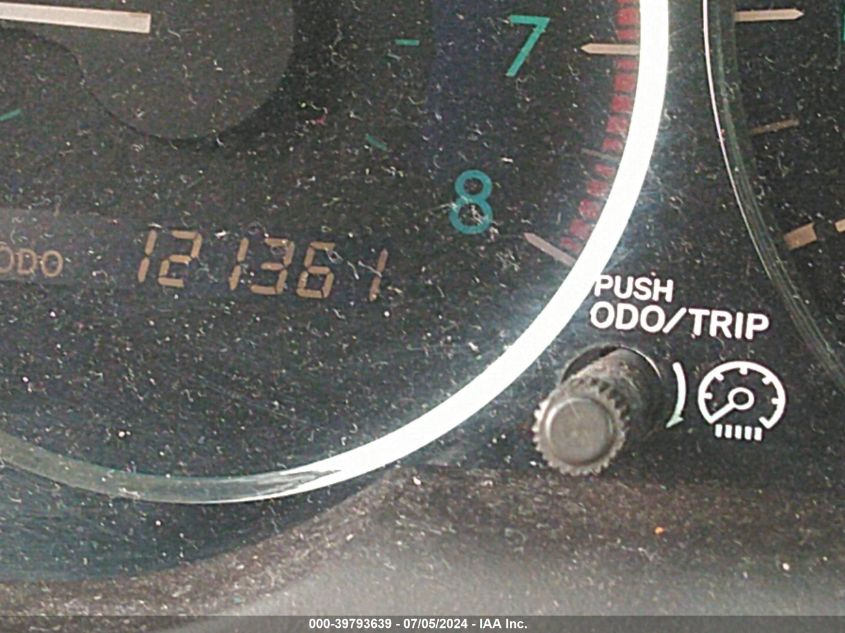 7
8
ODO 121361
PUSH
ODO/TRIP
000-39793639 - 07/05/2024 - IAA Inc.